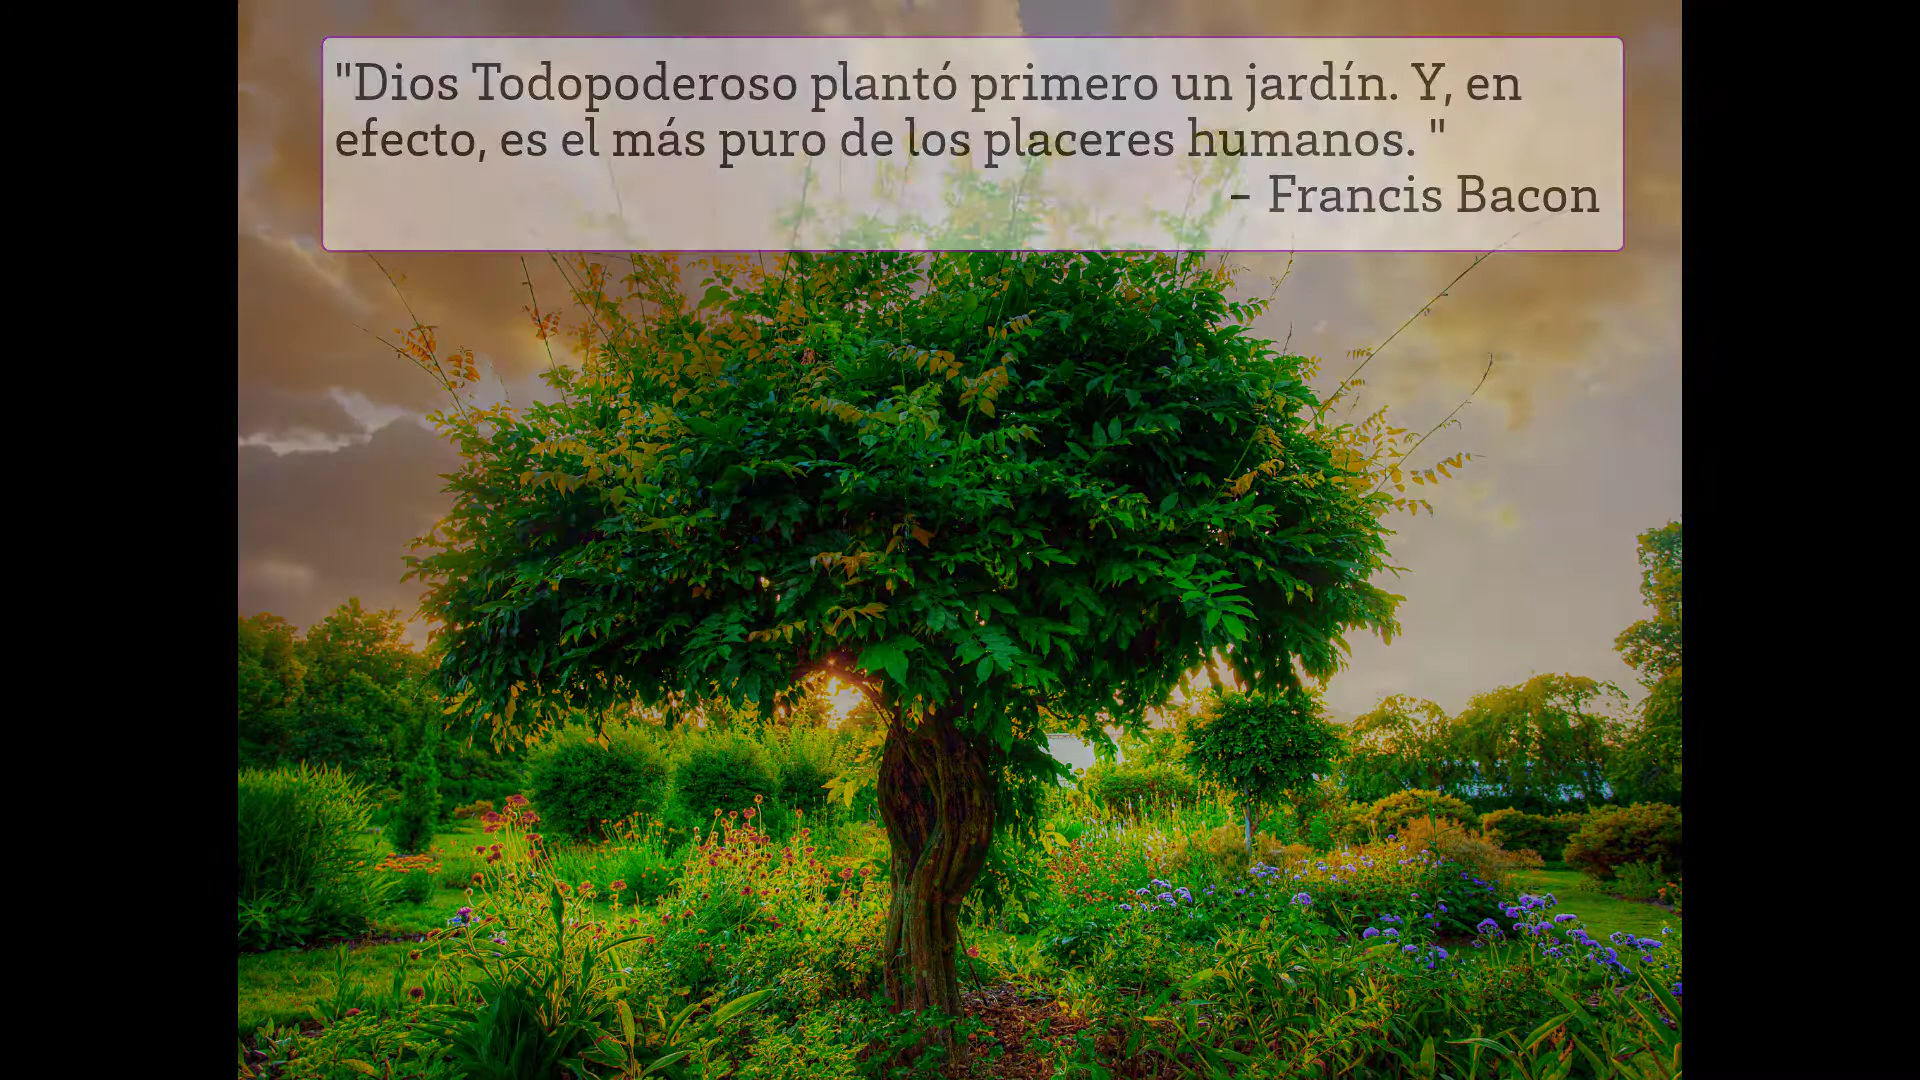 "Dios Todopoderoso plantó primero un jardín. Y, en
efecto, es el más puro de los placeres humanos. "
– Francis Bacon